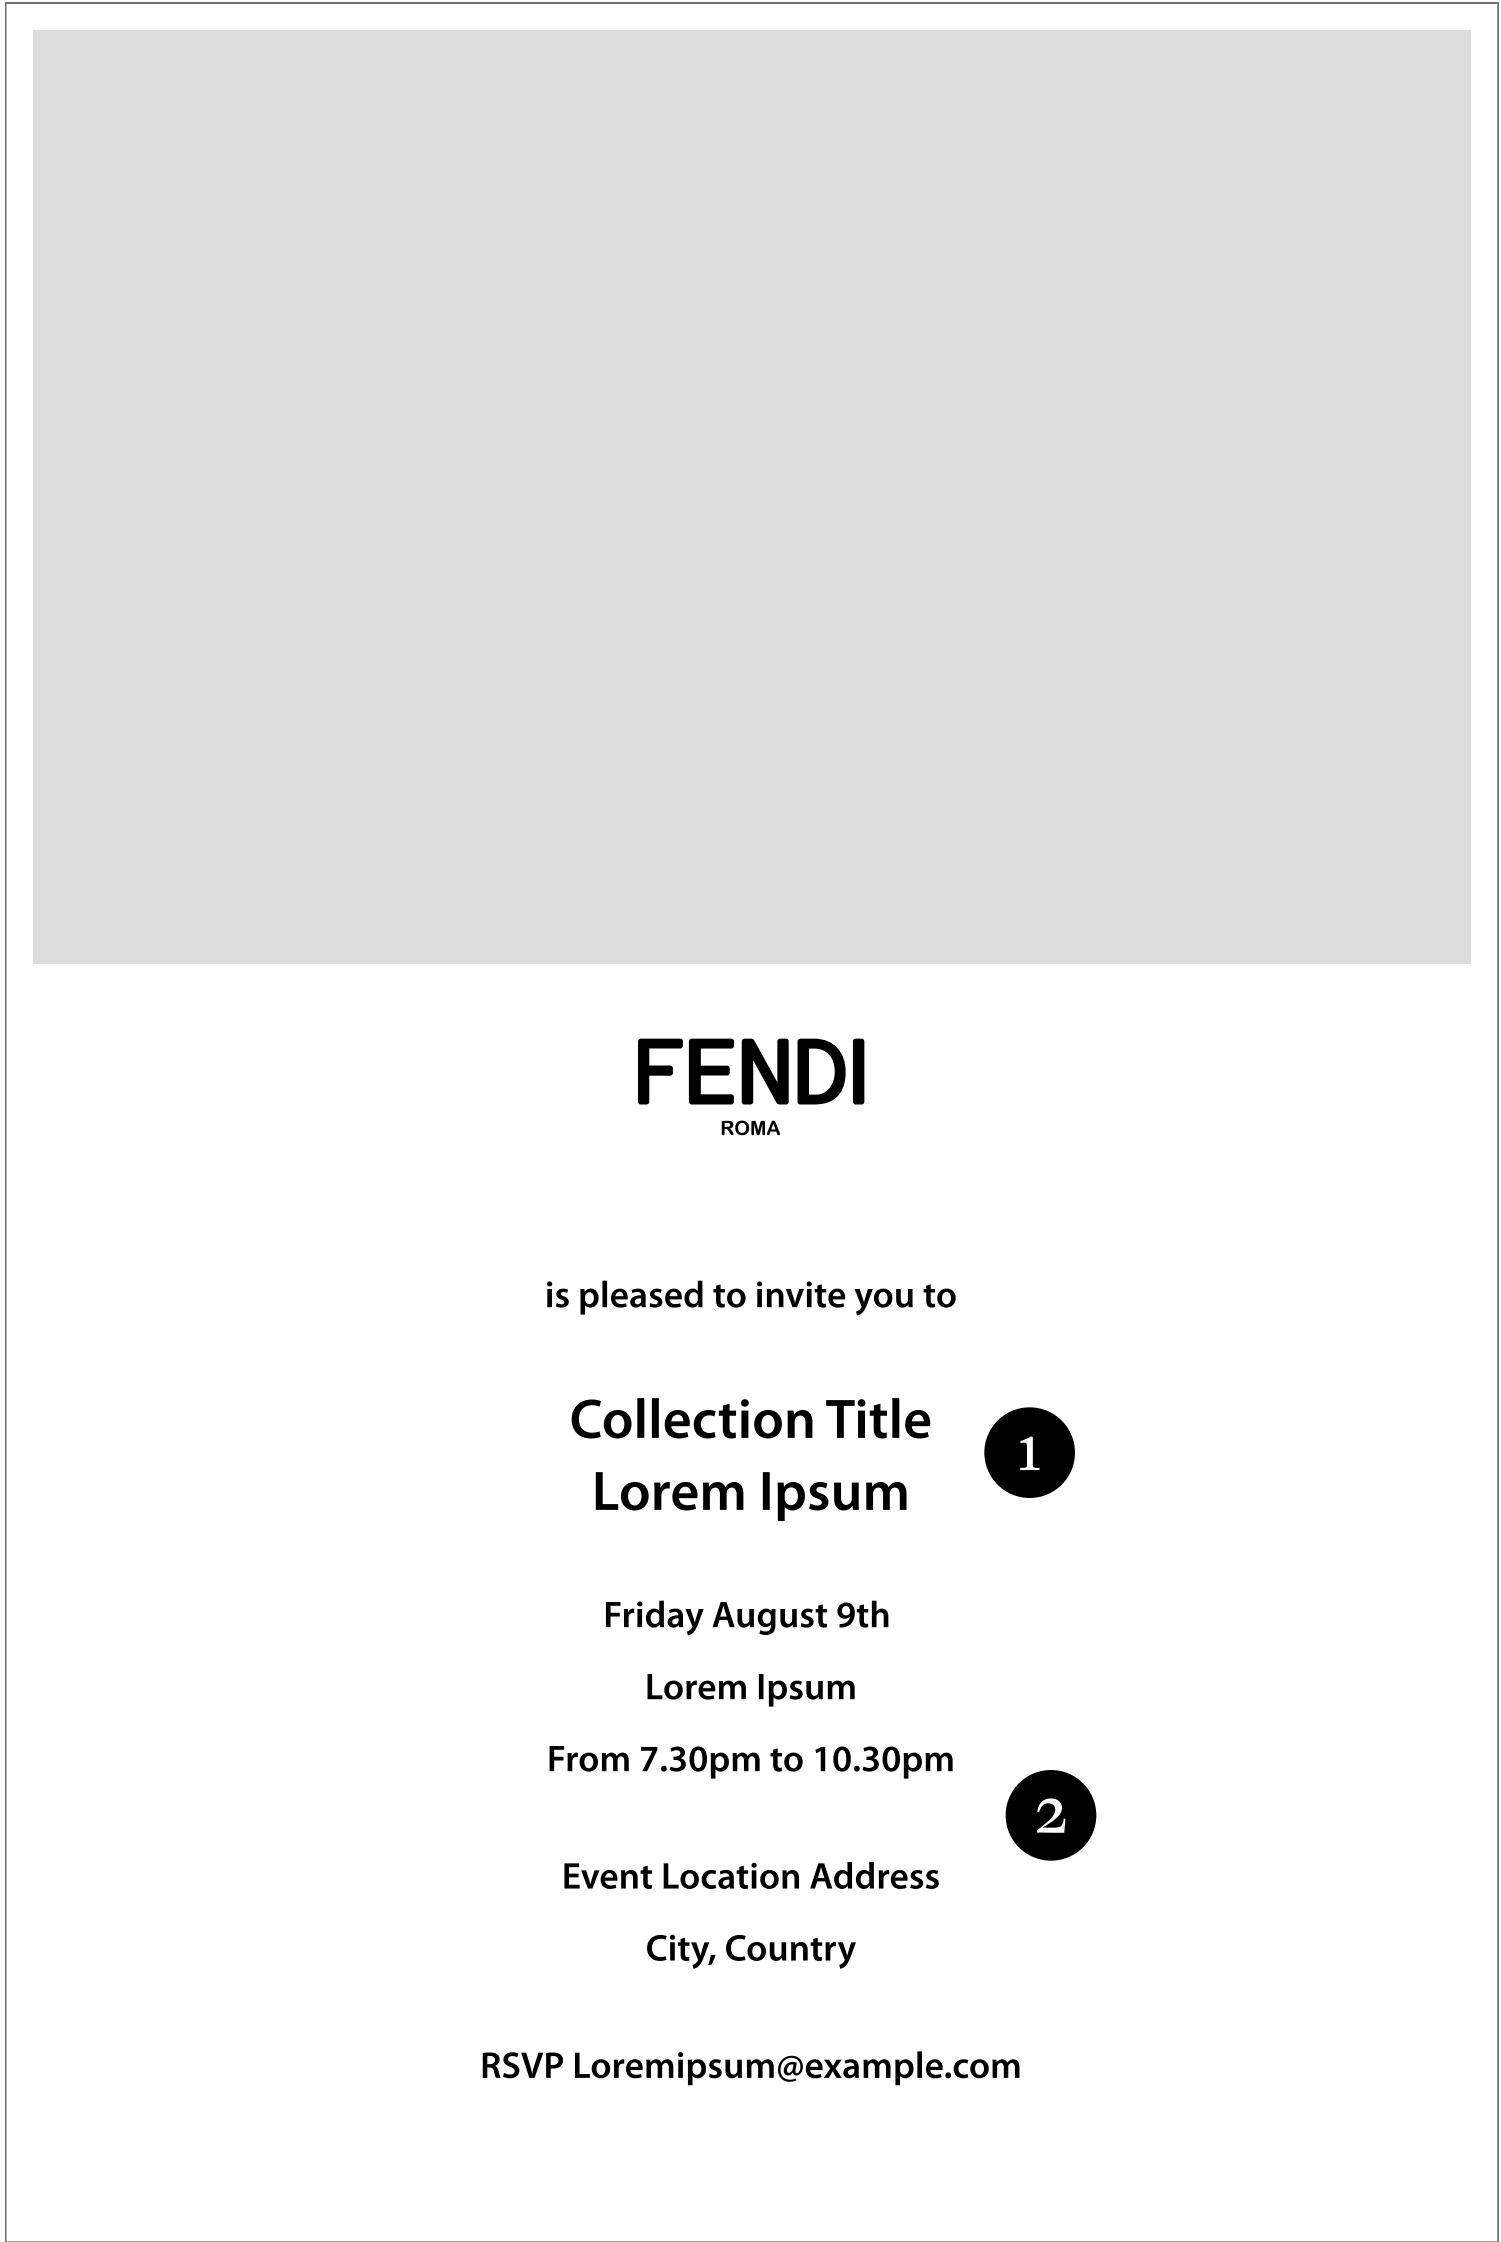 FENDI
ROMA
is pleased to invite you to
Collection Title
Lorem Ipsum
1
Friday August 9th
Lorem Ipsum
From 7.30pm to 10.30pm
2
Event Location Address
City, Country
RSVP Loremipsum@example.com